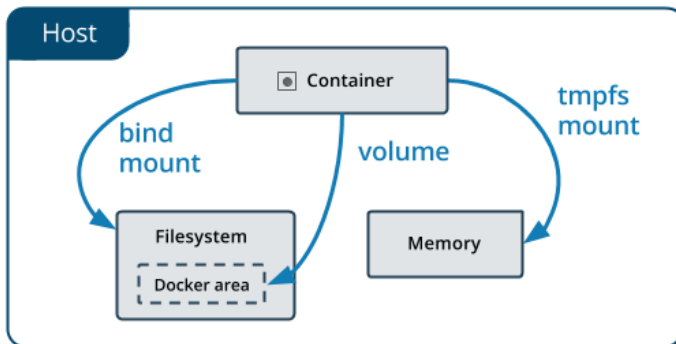 Host
Container
bind
mount
volume
tmpfs
mount
Filesystem
Docker area
Memory